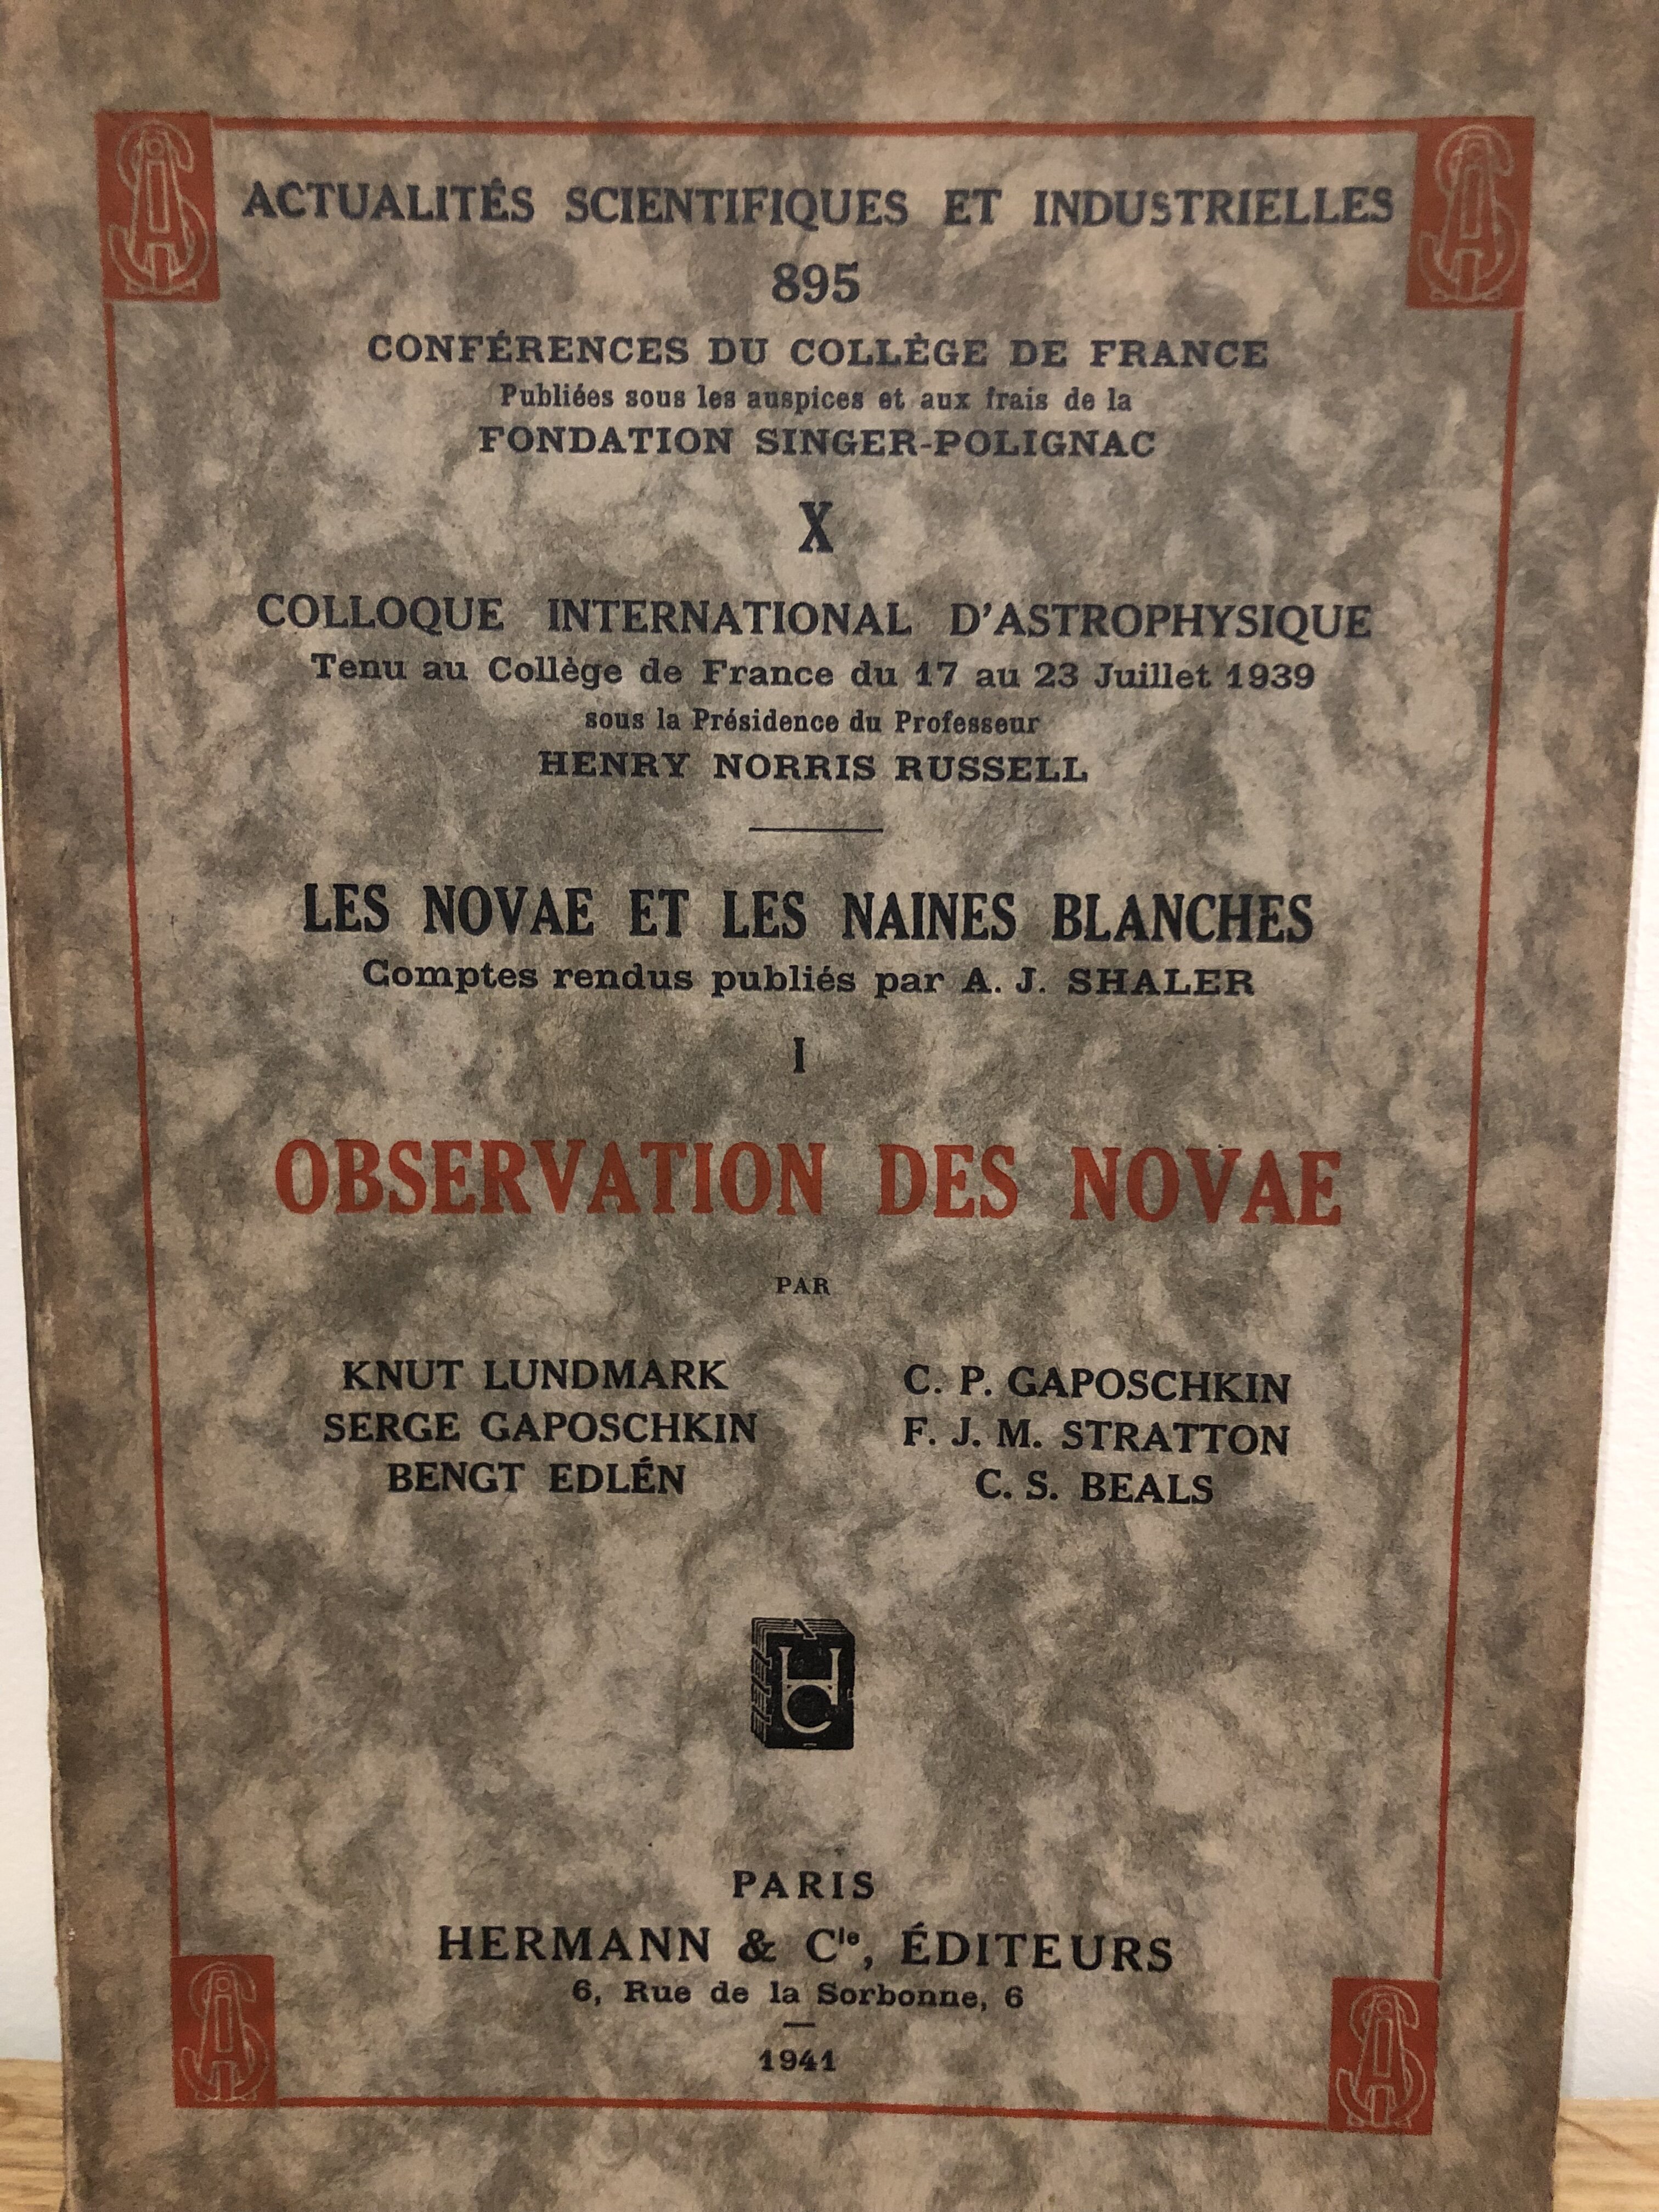 ACTUALITÉS SCIENTIFIQUES ET INDUSTRIELLES
895
CONFÉRENCES DU COLLÈGE DE FRANCE
Publiées sous les auspices et aux frais de la
FONDATION SINGER-POLIGNAC
X
COLLOQUE INTERNATIONAL D'ASTROPHYSIQUE
Tenu au Collège de France du 17 au 23 Juillet 1939
sous la Présidence du Professeur
HENRY NORRIS RUSSELL
LES NOVAE ET LES NAINES BLANCHES
Comptes rendus publiés par A. J. SHALER
I
OBSERVATION DES NOVAE
PAR
KNUT LUNDMARK
SERGE GAPOSCHKIN
BENGT EDLÉN
C. P. GAPOSCHKIN
F. J. M. STRATTON
C. S. BEALS
HC
PARIS
HERMANN & Cie, ÉDITEURS
6, Rue de la Sorbonne, 6
1941